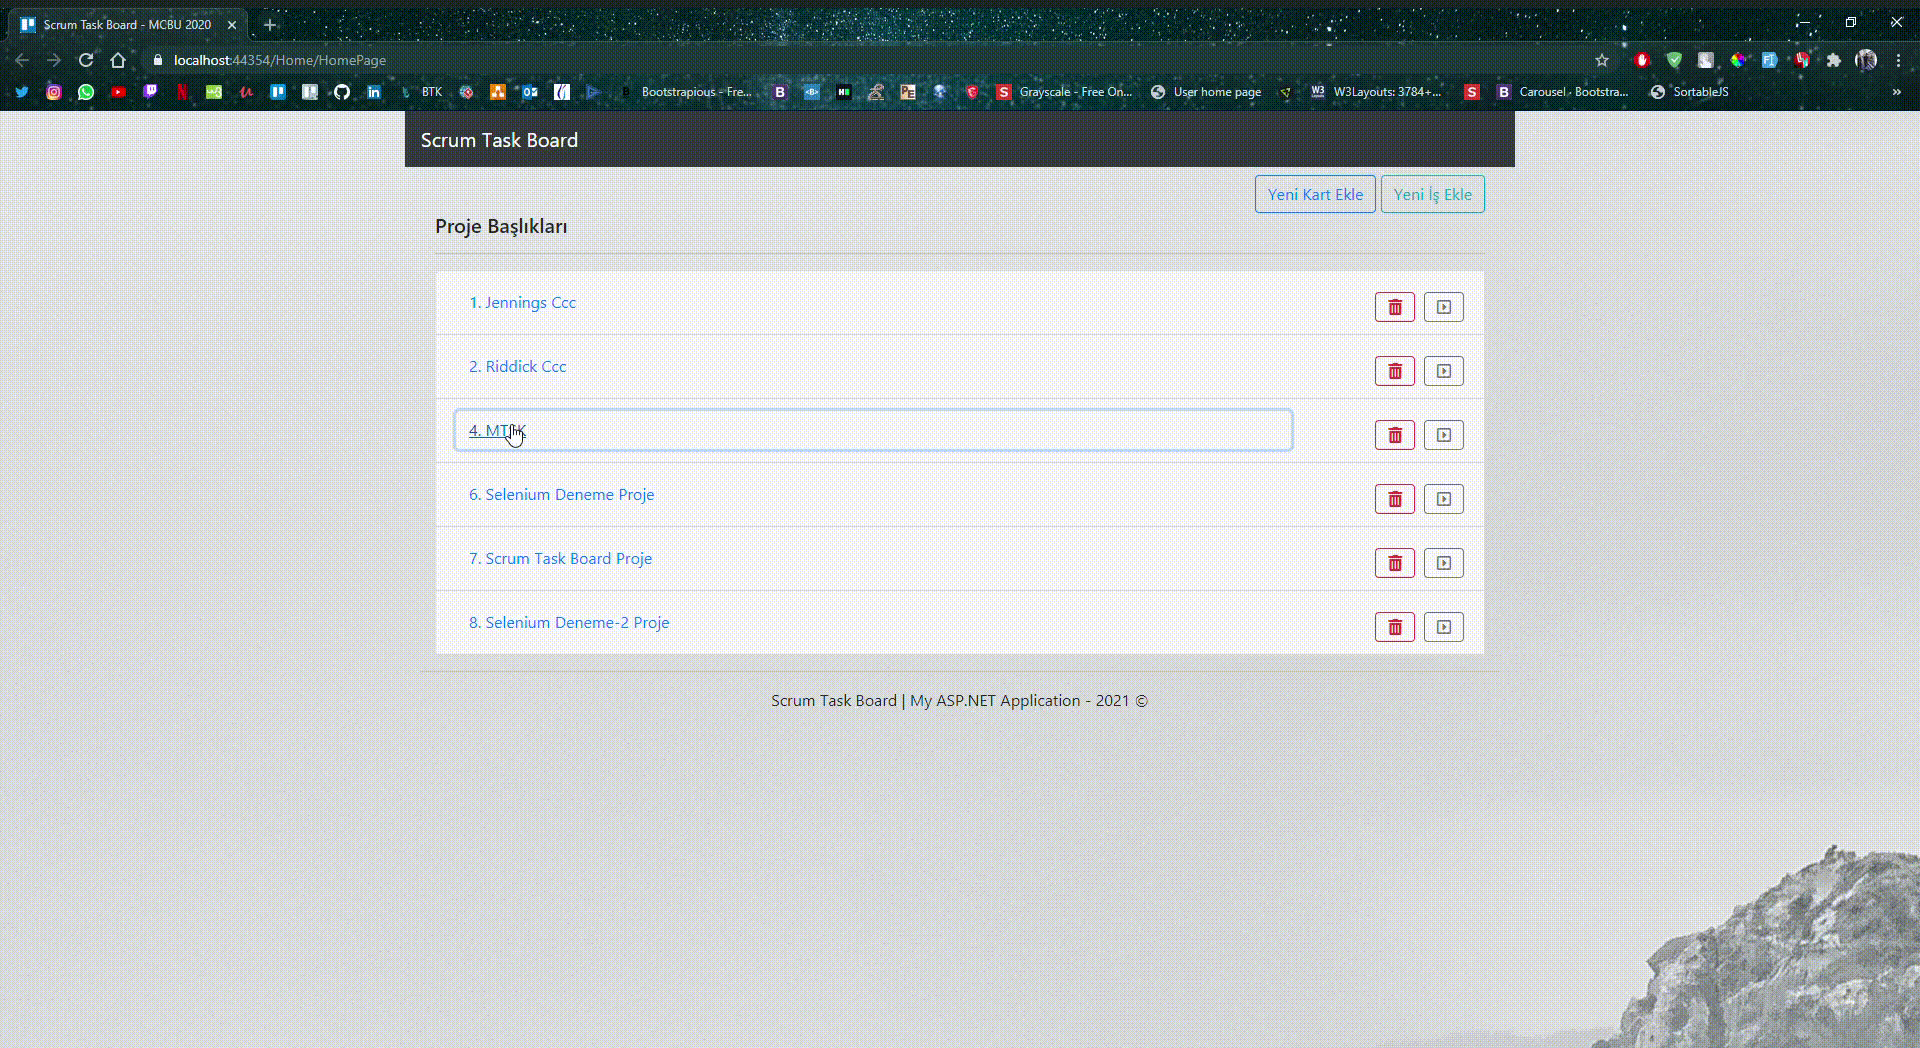 Scrum Task Board - MCBU 2020
localhost:44354/Home/HomePage
BTK
Bootstrapious - Fre...
Grayscale - Free On...
User home page
W3Layouts: 3784+...
Carousel · Bootstra...
SortableJS
Scrum Task Board
Yeni Kart Ekle
Yeni İş Ekle
Proje Başlıkları
1. Jennings Ccc
2. Riddick Ccc
4.
6. Selenium Deneme Proje
7. Scrum Task Board Proje
8. Selenium Deneme-2 Proje
Scrum Task Board | My ASP.NET Application - 2021 ©